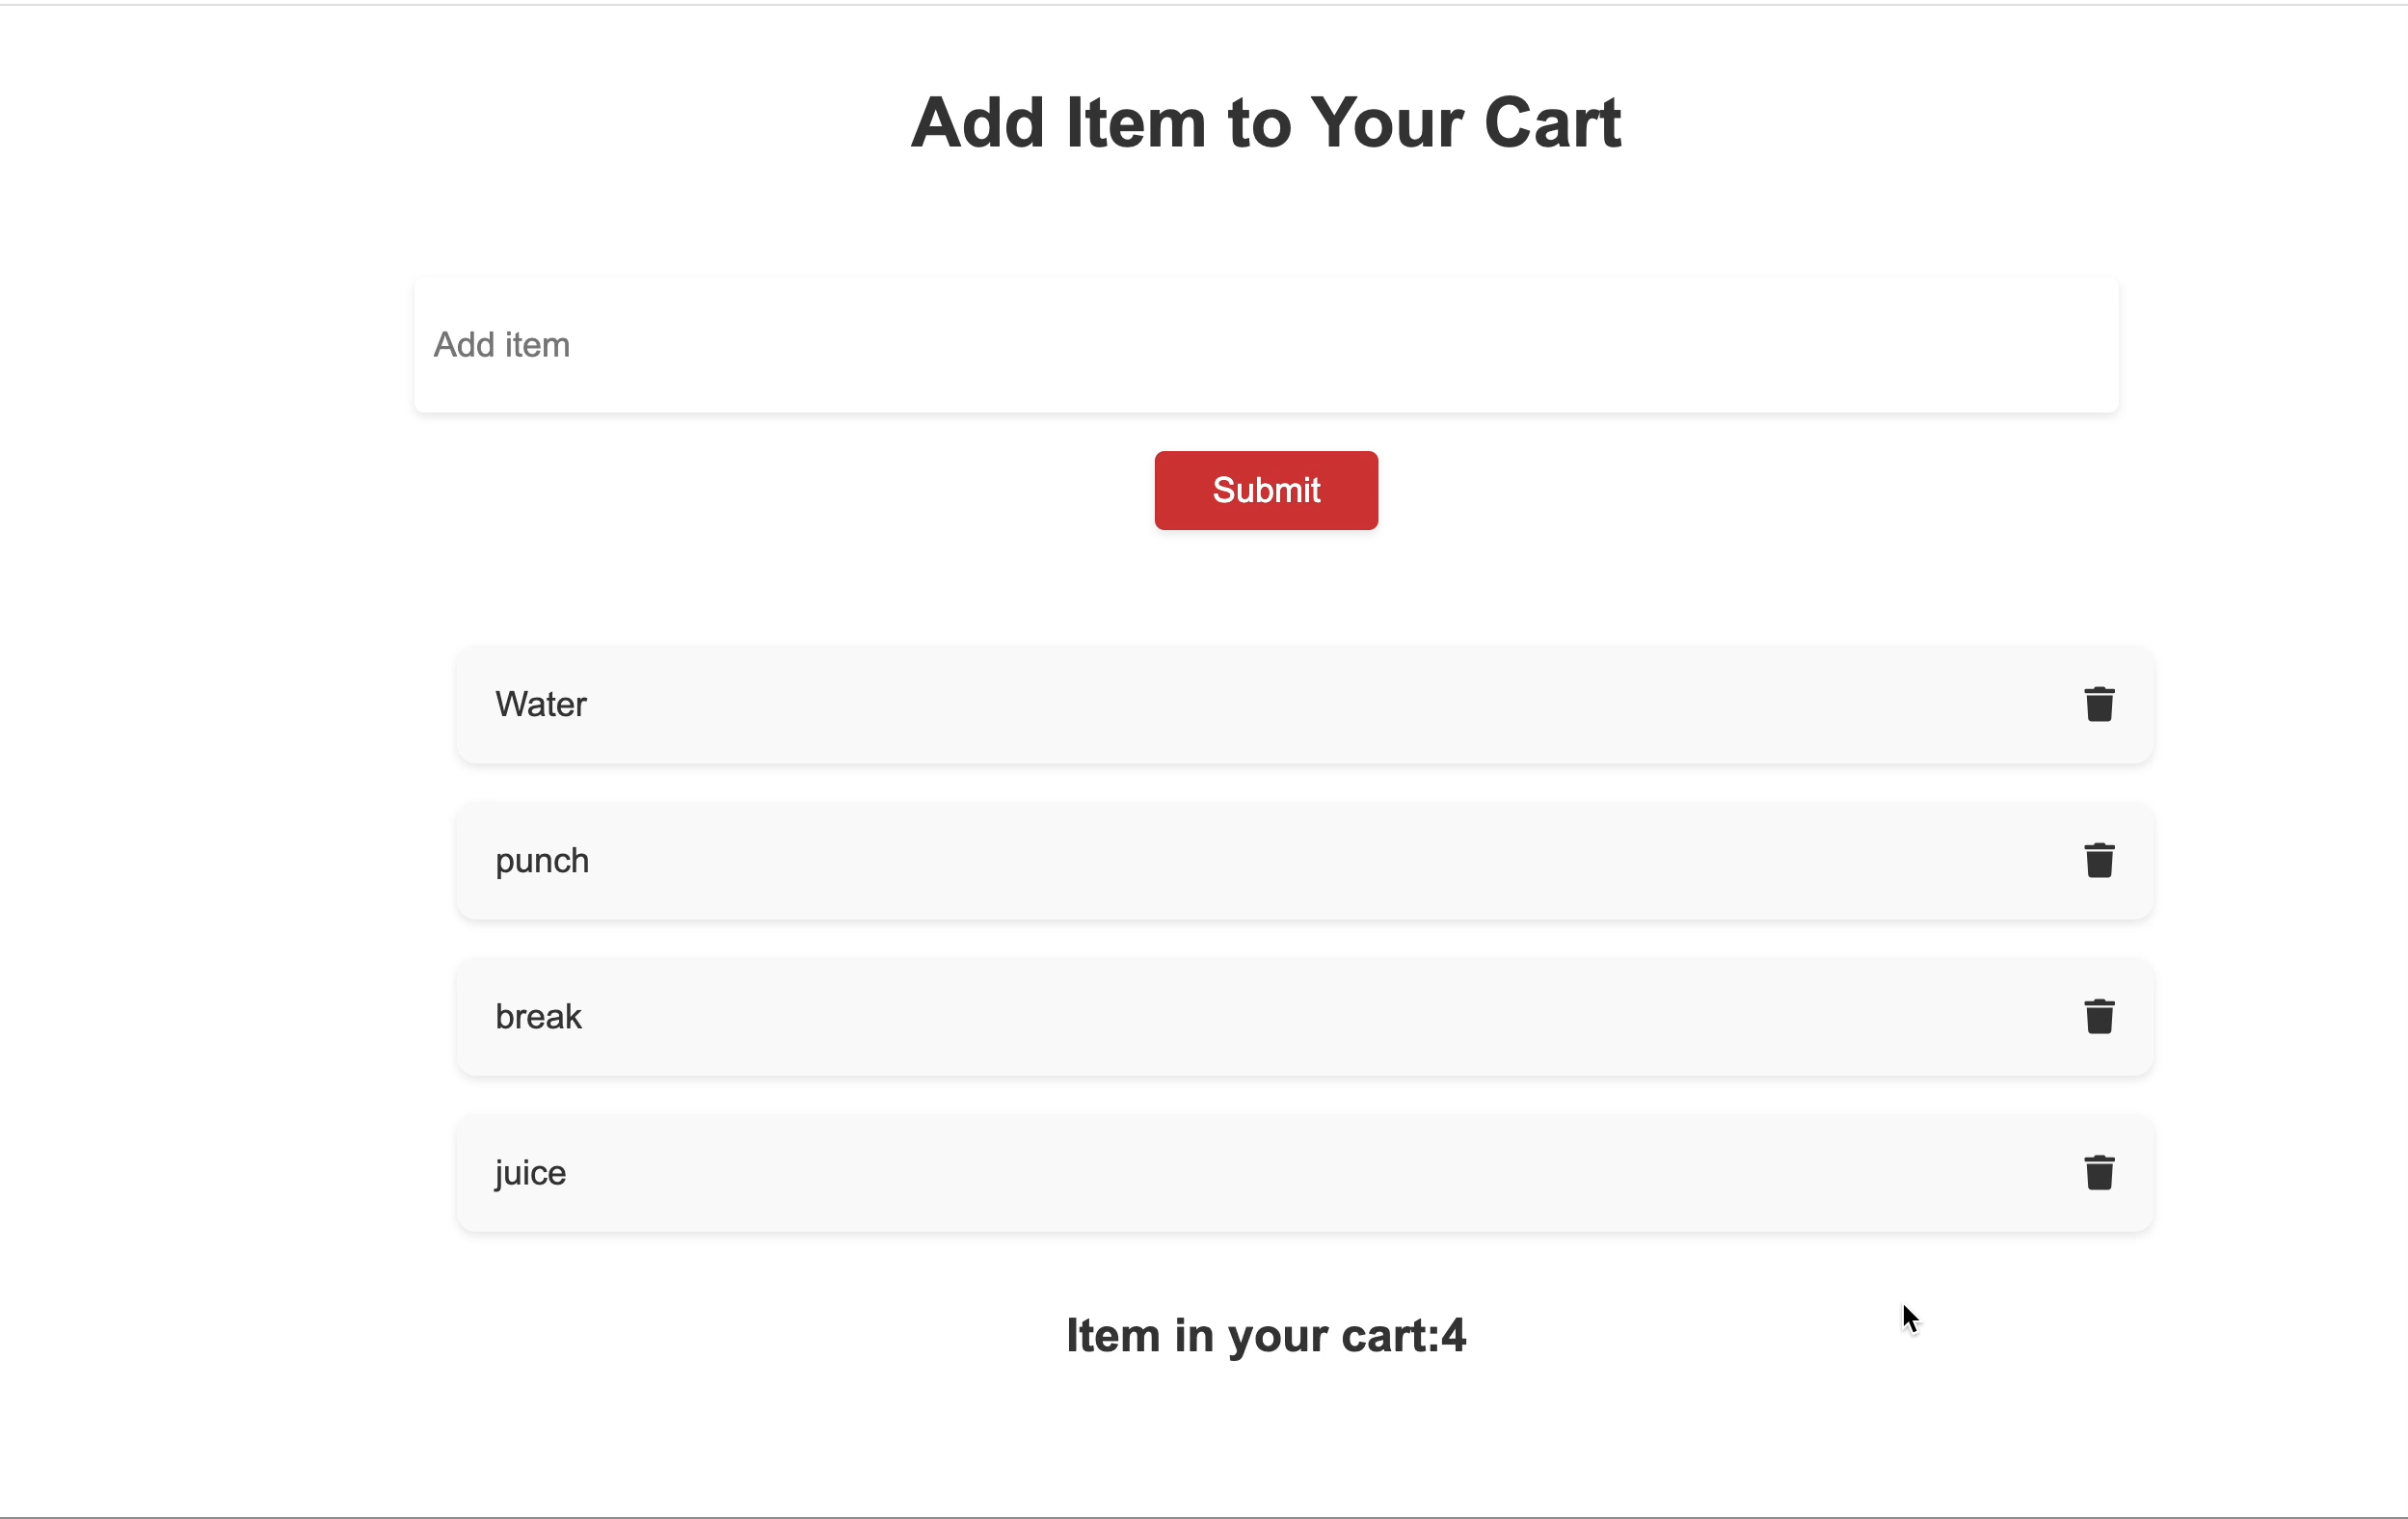 Add Item to Your Cart
Add item
Submit
Water
punch
break
juice
Item in your cart:4